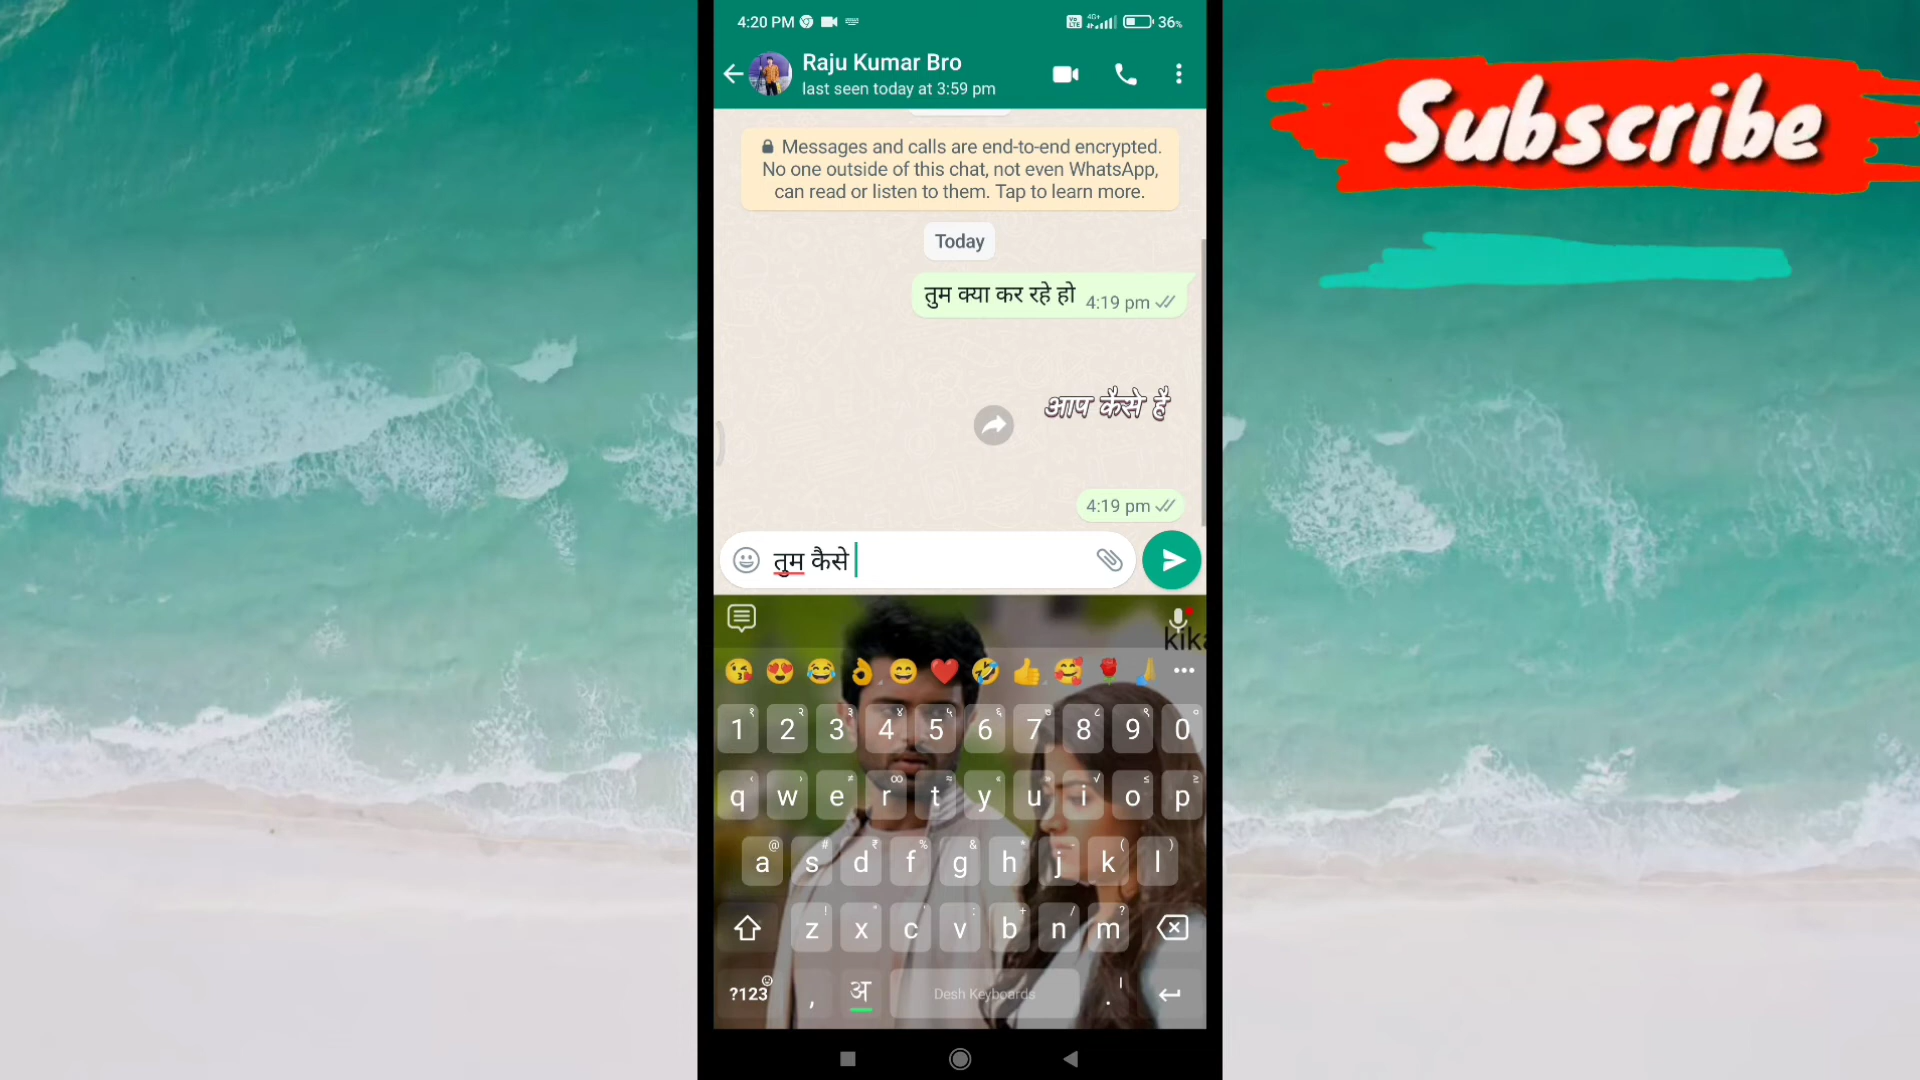 4:20 PM 36%
Raju Kumar Bro
last seen today at 3:59 pm
Subscribe
Messages and calls are end-to-end encrypted.
No one outside of this chat, not even WhatsApp,
can read or listen to them. Tap to learn more.
Today
तुम क्या कर रहे हो 4:19 pm
आप कैसे है
4:19 pm
तुम कैसे
kika
1 2 3 4 5 6 7 8 9 0
q w e r t y u i o p
a s d f g h j k l
z x c v b n m
?123 , अ Desh Keyboards .